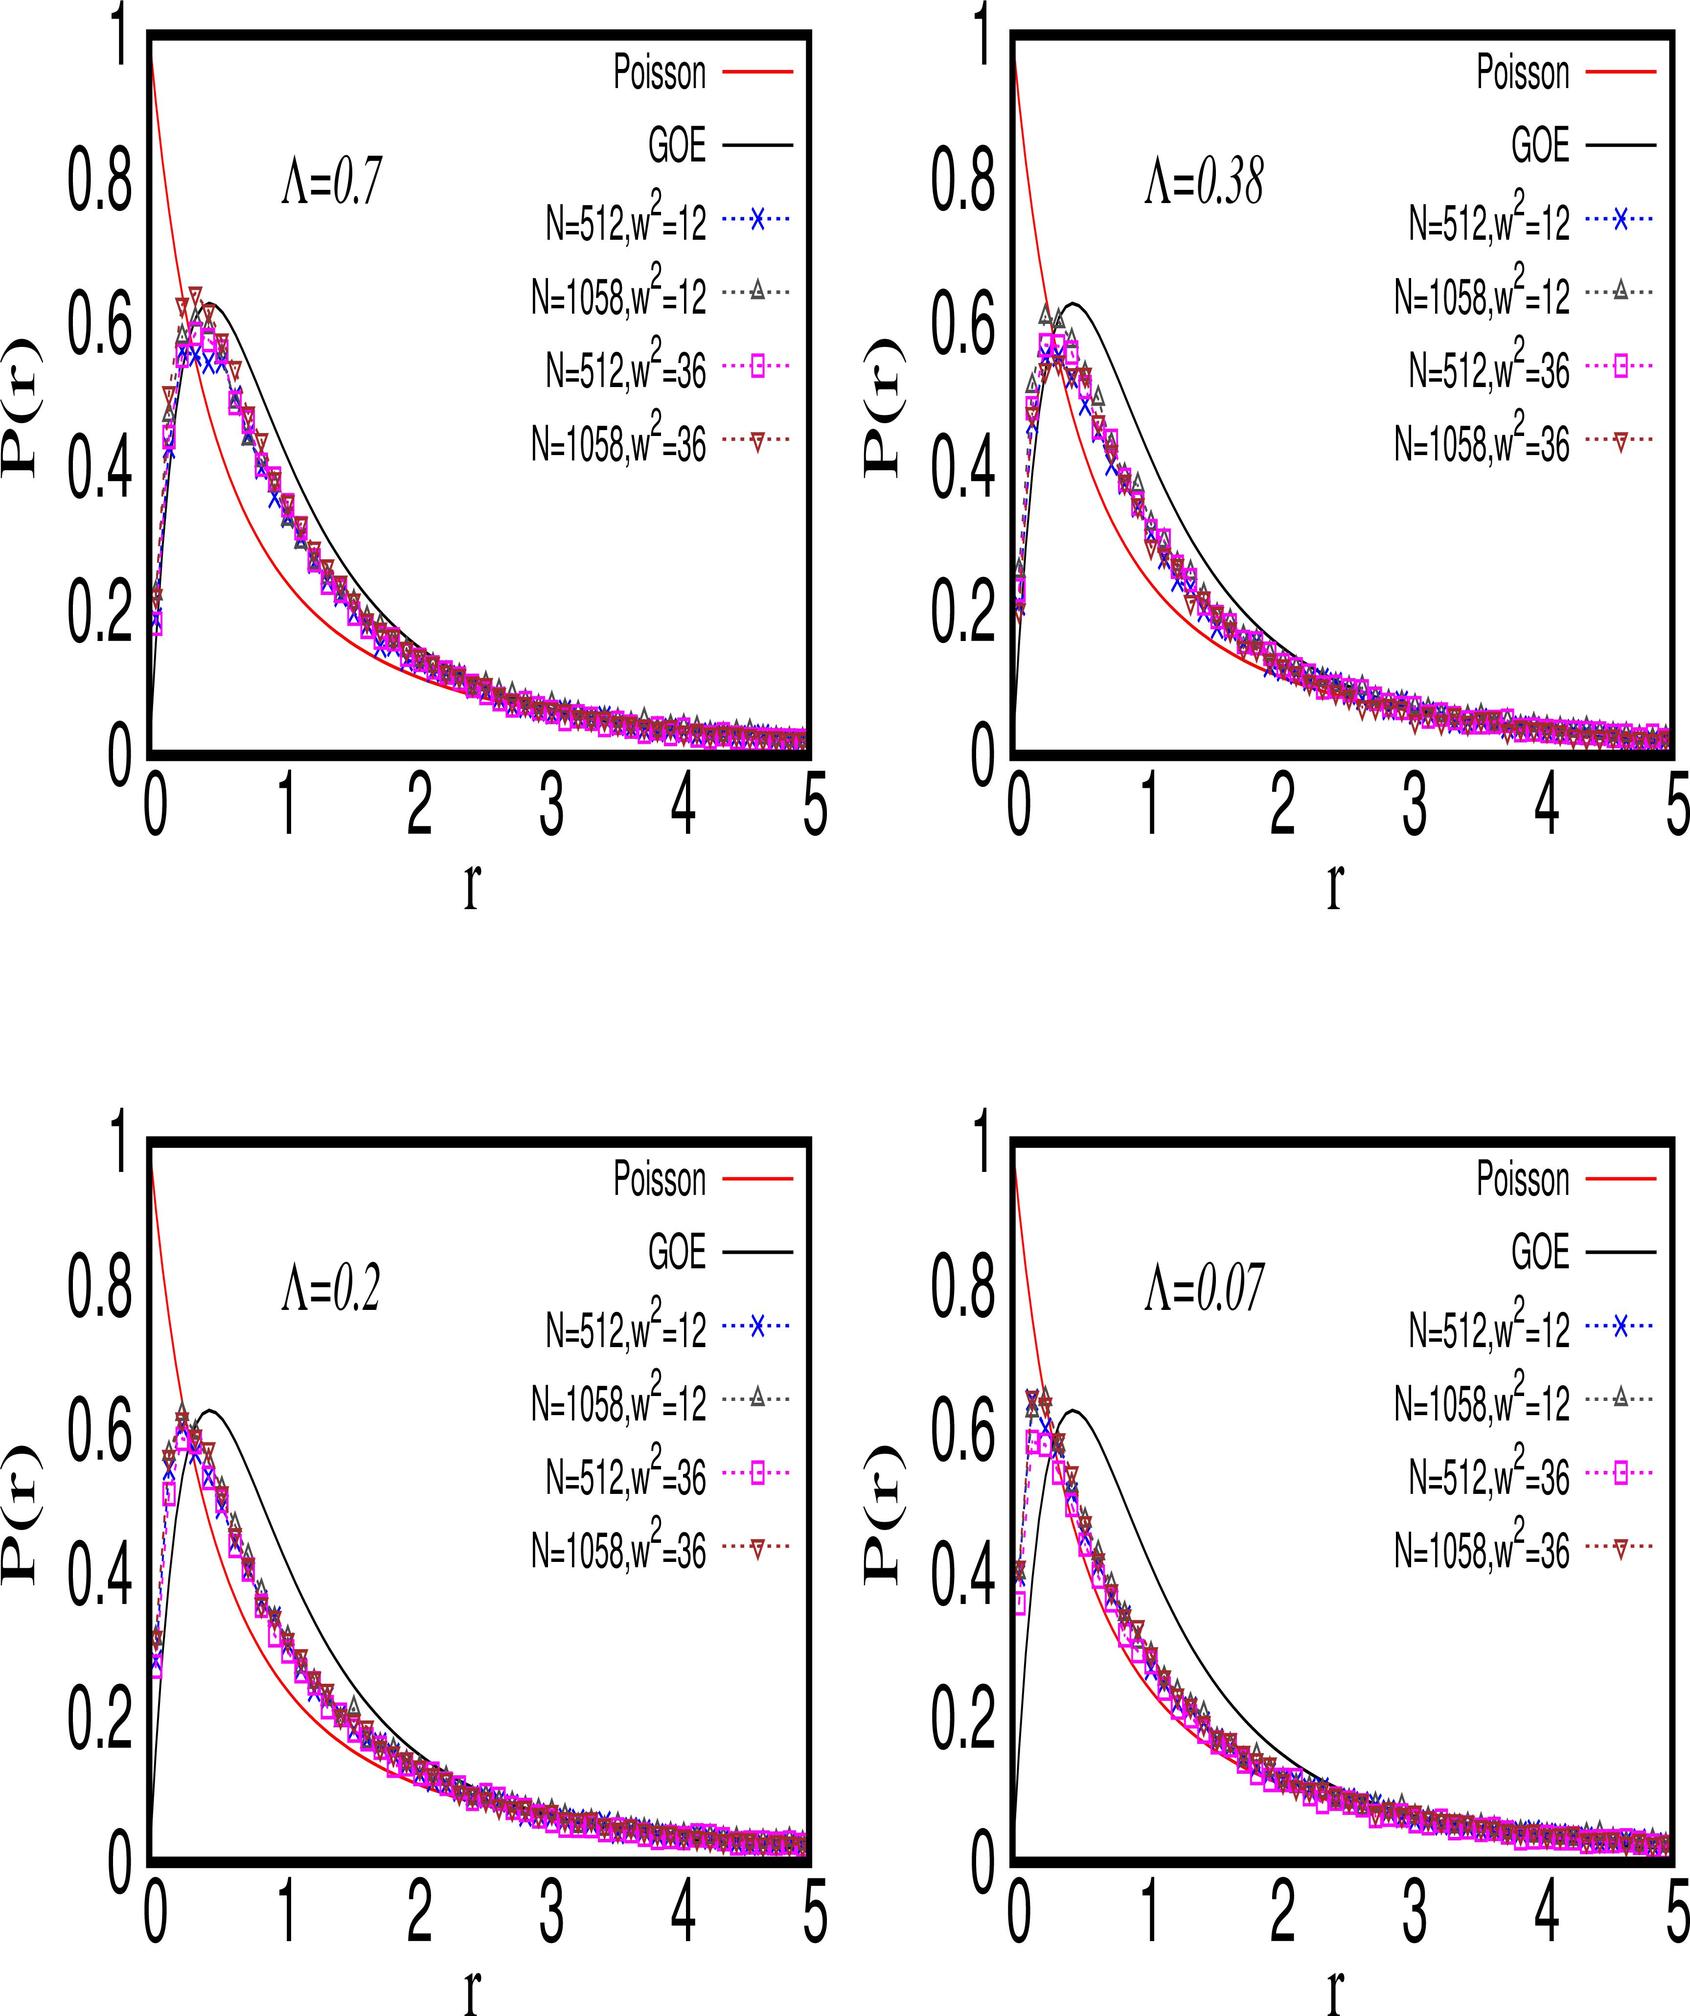 1
0.8
0.6
0.4
0.2
0
P(r)
Poisson
GOE
N=512,w²=12
N=1058,w²=12
N=512,w²=36
N=1058,w²=36
Λ=0.7
0 1 2 3 4 5
r
1
0.8
0.6
0.4
0.2
0
P(r)
Poisson
GOE
N=512,w²=12
N=1058,w²=12
N=512,w²=36
N=1058,w²=36
Λ=0.38
0 1 2 3 4 5
r
1
0.8
0.6
0.4
0.2
0
P(r)
Poisson
GOE
N=512,w²=12
N=1058,w²=12
N=512,w²=36
N=1058,w²=36
Λ=0.2
0 1 2 3 4 5
r
1
0.8
0.6
0.4
0.2
0
P(r)
Poisson
GOE
N=512,w²=12
N=1058,w²=12
N=512,w²=36
N=1058,w²=36
Λ=0.07
0 1 2 3 4 5
r